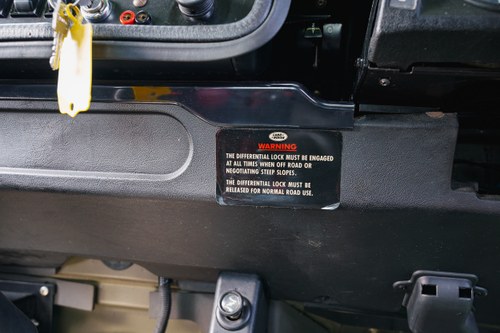 LAND ROVER
WARNING
THE DIFFERENTIAL LOCK MUST BE ENGAGED
AT ALL TIMES WHEN OFF ROAD OR
NEGOTIATING STEEP SLOPES.
THE DIFFERENTIAL LOCK MUST BE
RELEASED FOR NORMAL ROAD USE.